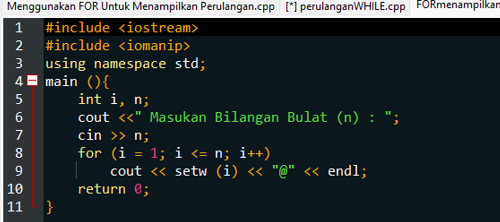 Menggunakan FOR Untuk Menampilkan Perulangan.cpp [*] perulanganWHILE.cpp FORmenampilkan
1 #include <iostream>
2 #include <iomanip>
3 using namespace std;
4 main (){
5 int i, n;
6 cout <<" Masukan Bilangan Bulat (n) : ";
7 cin >> n;
8 for (i = 1; i <= n; i++)
9 cout << setw (i) << "@" << endl;
10 return 0;
11 }